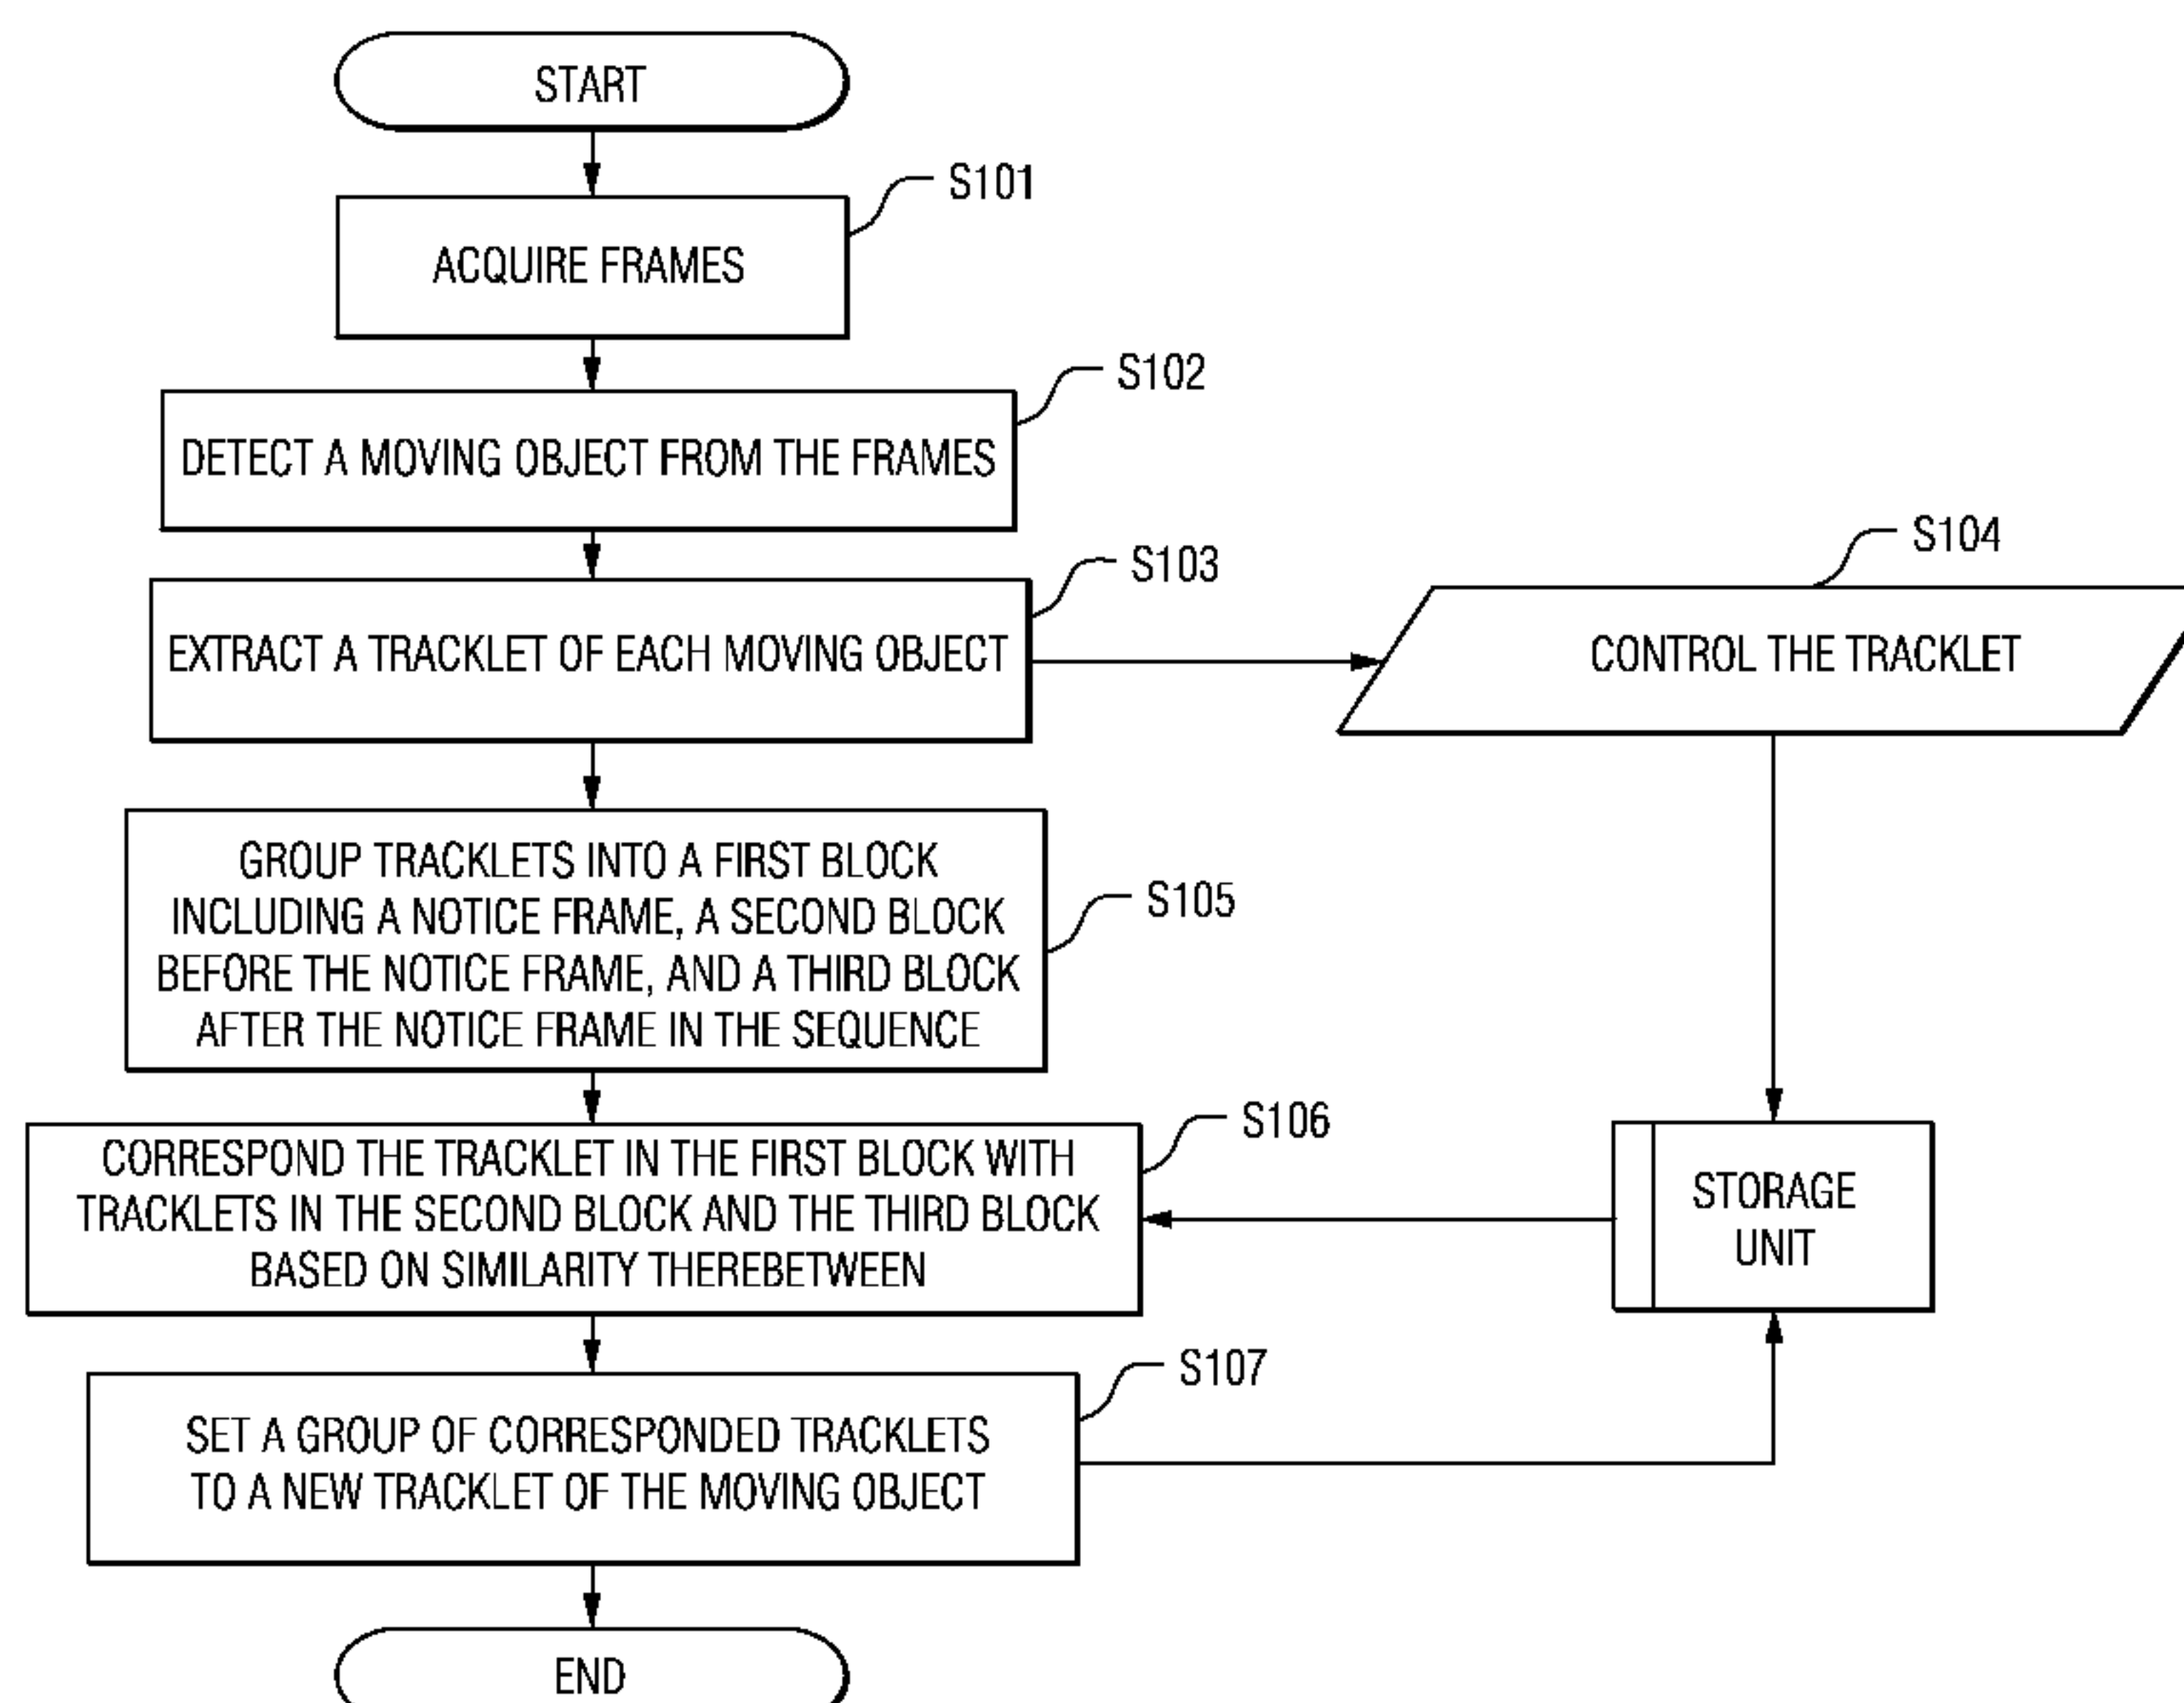 START
S101
ACQUIRE FRAMES
S102
DETECT A MOVING OBJECT FROM THE FRAMES
S103
EXTRACT A TRACKLET OF EACH MOVING OBJECT
S104
CONTROL THE TRACKLET
S105
GROUP TRACKLETS INTO A FIRST BLOCK
INCLUDING A NOTICE FRAME, A SECOND BLOCK
BEFORE THE NOTICE FRAME, AND A THIRD BLOCK
AFTER THE NOTICE FRAME IN THE SEQUENCE
S106
CORRESPOND THE TRACKLET IN THE FIRST BLOCK WITH
TRACKLETS IN THE SECOND BLOCK AND THE THIRD BLOCK
BASED ON SIMILARITY THEREBETWEEN
STORAGE
UNIT
S107
SET A GROUP OF CORRESPONDED TRACKLETS
TO A NEW TRACKLET OF THE MOVING OBJECT
END